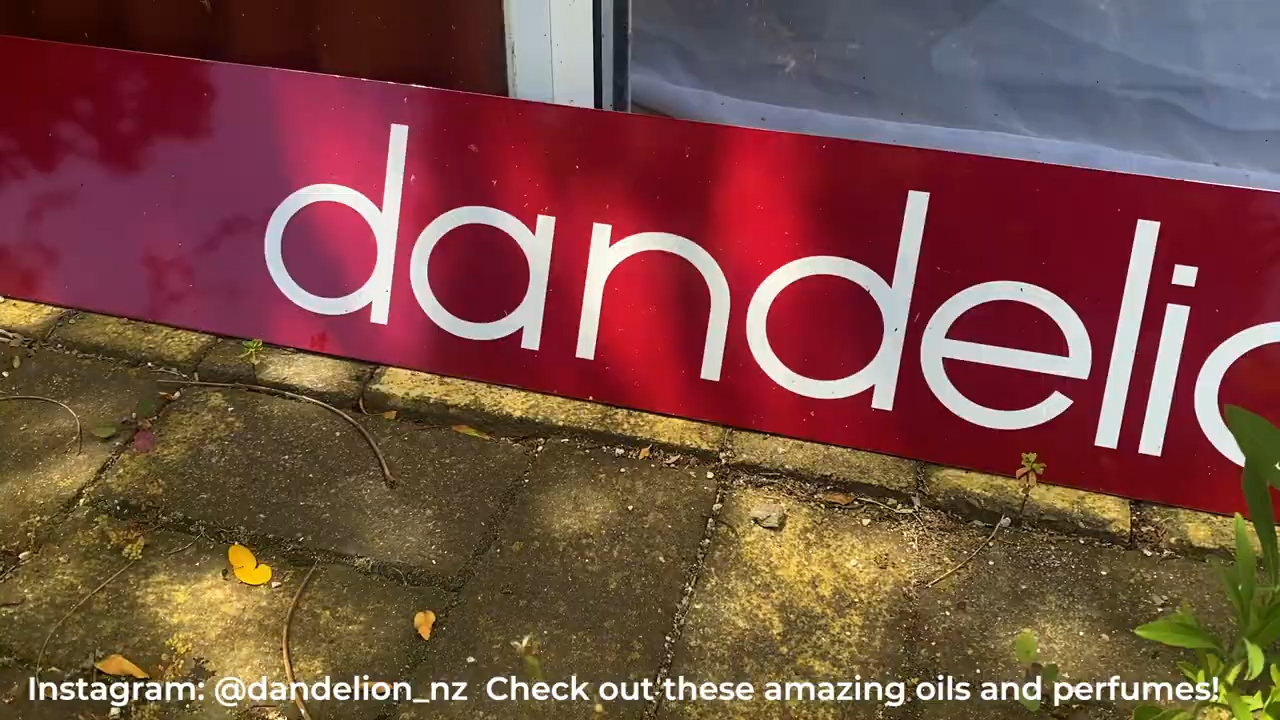 dandelio
Instagram: @dandelion_nz Check out these amazing oils and perfumes!